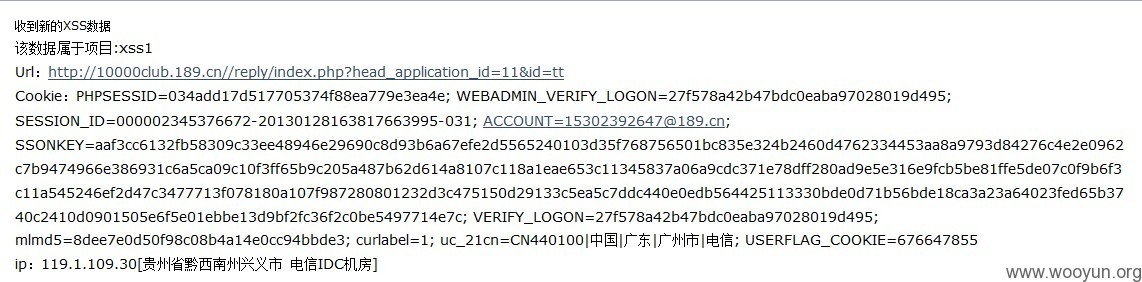 收到新的XSS数据
该数据属于项目:xss1
Url：http://10000club.189.cn//reply/index.php?head_application_id=11&id=tt
Cookie：PHPSESSID=034add17d517705374f88ea779e3ea4e; WEBADMIN_VERIFY_LOGON=27f578a42b47bdc0eaba97028019d495;
SESSION_ID=000002345376672-20130128163817663995-031; ACCOUNT=15302392647@189.cn;
SSONKEY=aaf3cc6132fb58309c33ee48946e29690c8d93b6a67efe2d5565240103d35f768756501bc835e324b2460d4762334453aa8a9793d84276c4e2e0962
c7b9474966e386931c6a5ca09c10f3ff65b9c205a487b62d614a8107c118a1eae653c11345837a06a9cdc371e78dff280ad9e5e316e9fcb5be81ffe5de07c0f9b6f3
c11a545246ef2d47c3477713f078180a107f987280801232d3c475150d29133c5ea5c7ddc440e0edb564425113330bde0d71b56bde18ca3a23a64023fed65b37
40c2410d0901505e6f5e01ebbe13d9bf2fc36f2c0be5497714e7c; VERIFY_LOGON=27f578a42b47bdc0eaba97028019d495;
mlmd5=8dee7e0d50f98c08b4a14e0cc94bbde3; curlabel=1; uc_21cn=CN440100|中国|广东|广州市|电信; USERFLAG_COOKIE=676647855
ip：119.1.109.30[贵州省黔西南州兴义市 电信IDC机房]
www.wooyun.org